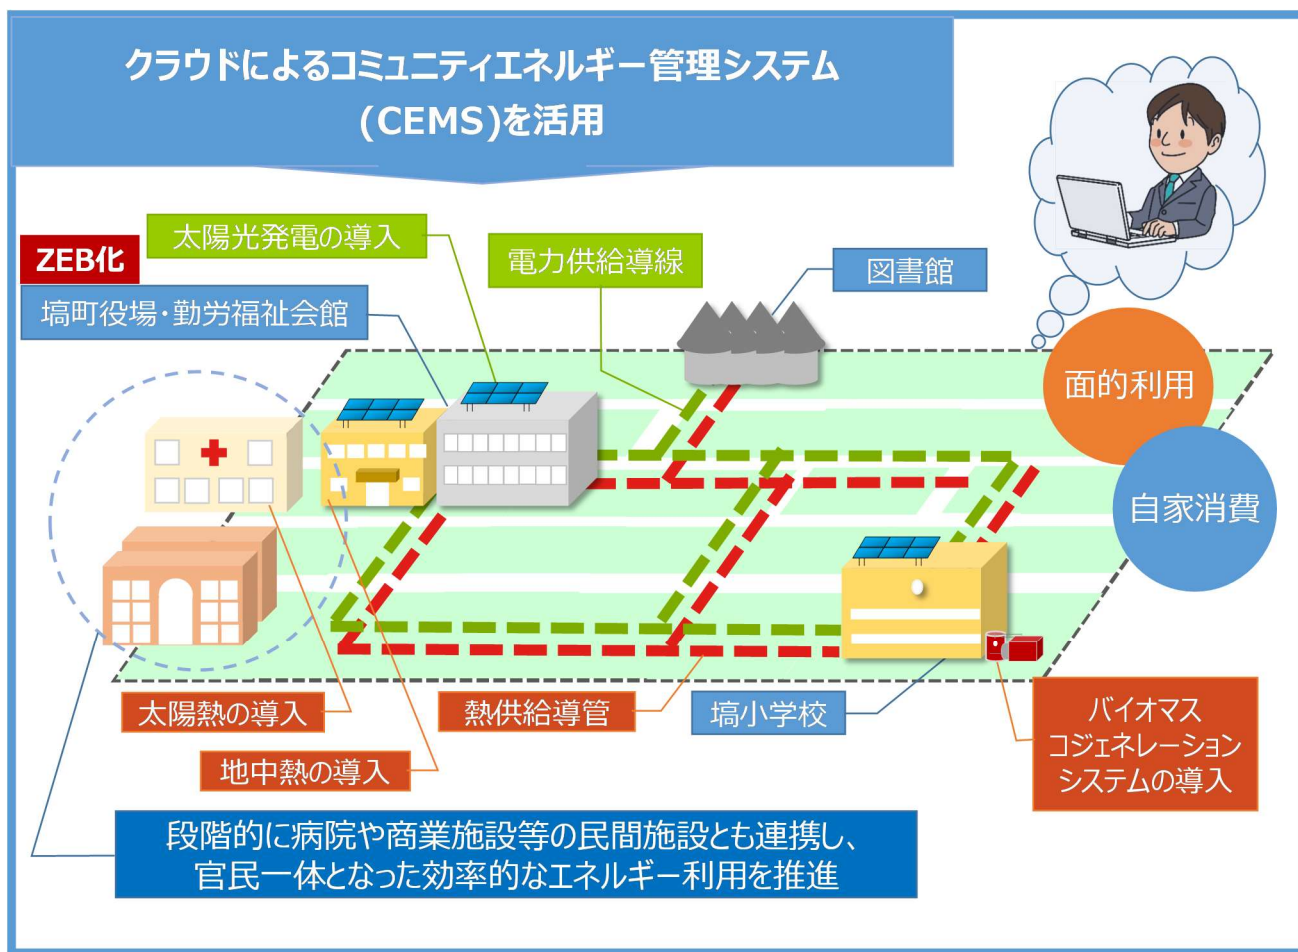 クラウドによるコミュニティエネルギー管理システム
(CEMS)を活用
太陽光発電の導入
ZEB化
電力供給導線
図書館
塙町役場・勤労福祉会館
面的利用
自家消費
太陽熱の導入
熱供給導管
塙小学校
バイオマス
コジェネレーション
システムの導入
地中熱の導入
段階的に病院や商業施設等の民間施設とも連携し、
官民一体となった効率的なエネルギー利用を推進